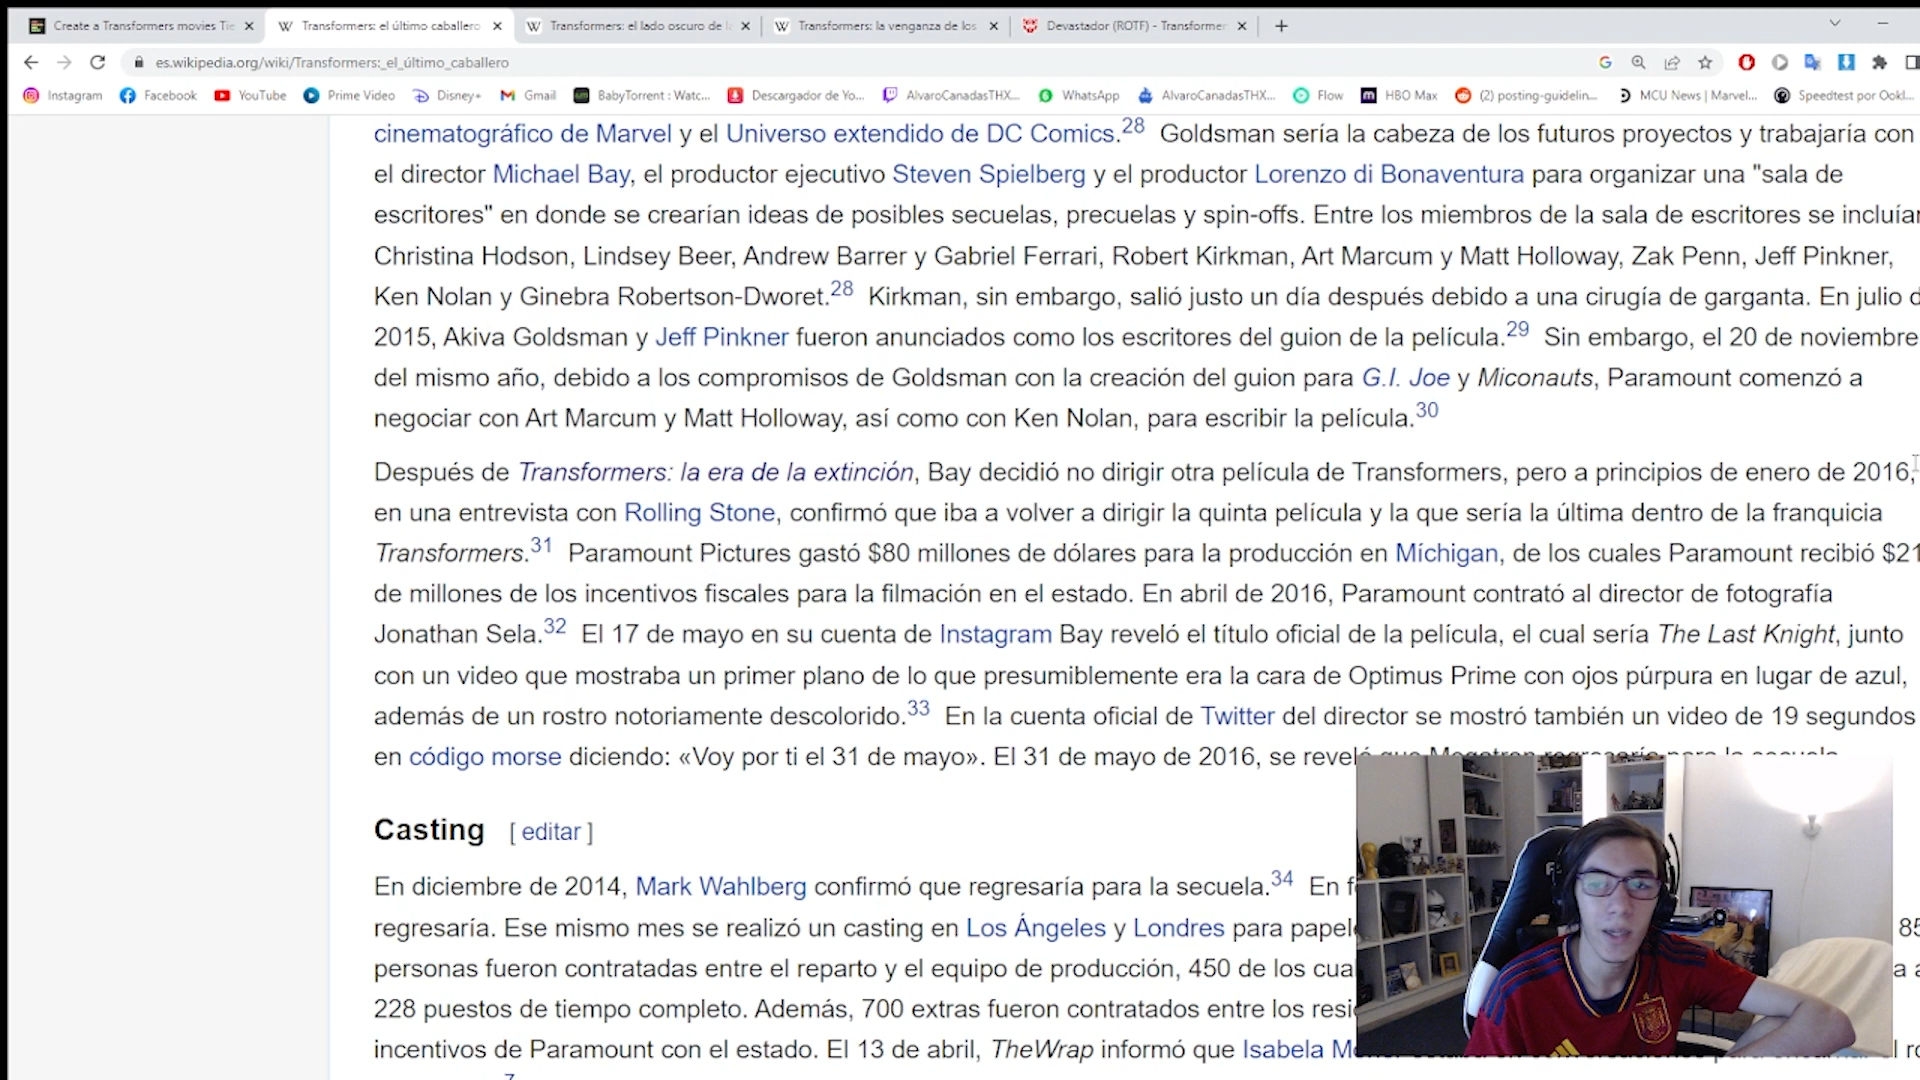 Create a Transformers movies Tie
Transformers: el último caballero
Transformers: el lado oscuro de l
Transformers: la venganza de los
Devastador (ROTF) - Transformer
es.wikipedia.org/wiki/Transformers:_el_último_caballero
Instagram
Facebook
YouTube
Prime Video
Disney+
Gmail
BabyTorrent : Watc...
Descargador de Yo...
AlvaroCanadasTHX...
WhatsApp
AlvaroCanadasTHX...
Flow
HBO Max
(2) posting-guidelin...
MCU News | Marvel...
Speedtest por Ookl...
cinematográfico de Marvel y el Universo extendido de DC Comics.28 Goldsman sería la cabeza de los futuros proyectos y trabajaría con
el director Michael Bay, el productor ejecutivo Steven Spielberg y el productor Lorenzo di Bonaventura para organizar una "sala de
escritores" en donde se crearían ideas de posibles secuelas, precuelas y spin-offs. Entre los miembros de la sala de escritores se incluían
Christina Hodson, Lindsey Beer, Andrew Barrer y Gabriel Ferrari, Robert Kirkman, Art Marcum y Matt Holloway, Zak Penn, Jeff Pinkner,
Ken Nolan y Ginebra Robertson-Dworet.28 Kirkman, sin embargo, salió justo un día después debido a una cirugía de garganta. En julio d
2015, Akiva Goldsman y Jeff Pinkner fueron anunciados como los escritores del guion de la película.29 Sin embargo, el 20 de noviembre
del mismo año, debido a los compromisos de Goldsman con la creación del guion para G.I. Joe y Miconauts, Paramount comenzó a
negociar con Art Marcum y Matt Holloway, así como con Ken Nolan, para escribir la película.30
Después de Transformers: la era de la extinción, Bay decidió no dirigir otra película de Transformers, pero a principios de enero de 2016,
en una entrevista con Rolling Stone, confirmó que iba a volver a dirigir la quinta película y la que sería la última dentro de la franquicia
Transformers.31 Paramount Pictures gastó $80 millones de dólares para la producción en Míchigan, de los cuales Paramount recibió $21
de millones de los incentivos fiscales para la filmación en el estado. En abril de 2016, Paramount contrató al director de fotografía
Jonathan Sela.32 El 17 de mayo en su cuenta de Instagram Bay reveló el título oficial de la película, el cual sería The Last Knight, junto
con un video que mostraba un primer plano de lo que presumiblemente era la cara de Optimus Prime con ojos púrpura en lugar de azul,
además de un rostro notoriamente descolorido.33 En la cuenta oficial de Twitter del director se mostró también un video de 19 segundos
en código morse diciendo: «Voy por ti el 31 de mayo». El 31 de mayo de 2016, se reveló que Megatron regresaría para la secuela
Casting [ editar ]
En diciembre de 2014, Mark Wahlberg confirmó que regresaría para la secuela.34 En f
regresaría. Ese mismo mes se realizó un casting en Los Ángeles y Londres para papel 85
personas fueron contratadas entre el reparto y el equipo de producción, 450 de los cua a a
228 puestos de tiempo completo. Además, 700 extras fueron contratados entre los resi
incentivos de Paramount con el estado. El 13 de abril, TheWrap informó que Isabela M
7